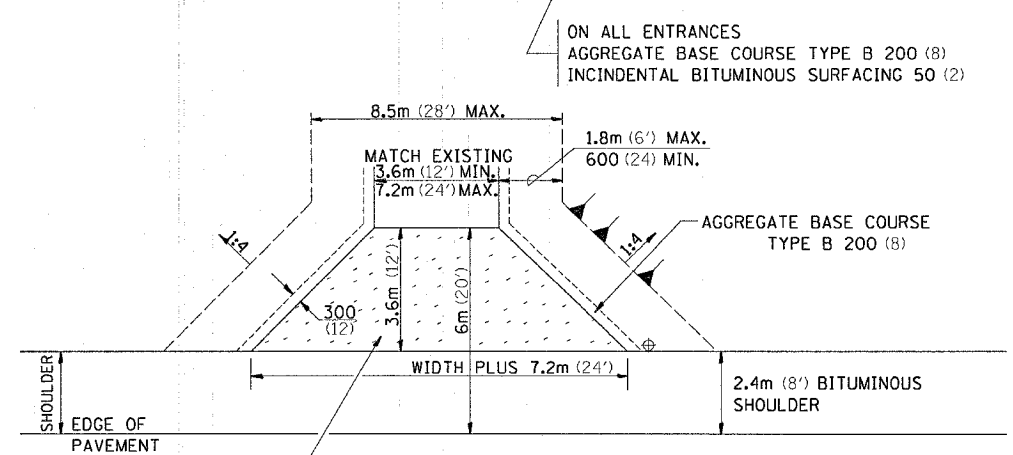 ON ALL ENTRANCES
AGGREGATE BASE COURSE TYPE B 200 (8)
INCINDENTAL BITUMINOUS SURFACING 50 (2)
8.5m (28') MAX.
1.8m (6') MAX.
600 (24) MIN.
MATCH EXISTING
3.6m (12') MIN.
7.2m (24') MAX.
AGGREGATE BASE COURSE
TYPE B 200 (8)
1:4
1:4
300
(12)
3.6m (12')
6m (20')
WIDTH PLUS 7.2m (24')
SHOULDER
2.4m (8') BITUMINOUS
SHOULDER
EDGE OF
PAVEMENT